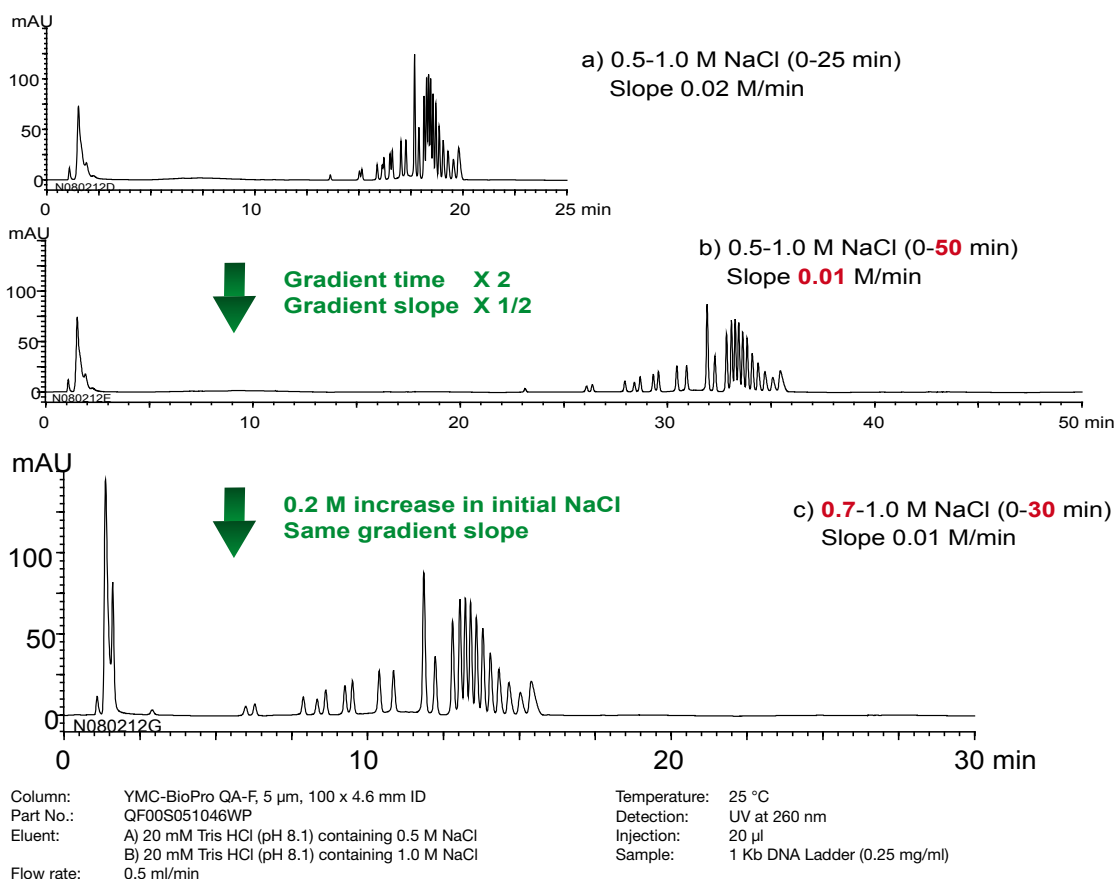 mAU
100
50
0
N080212D
0 10 20 25 min
a) 0.5-1.0 M NaCl (0-25 min)
Slope 0.02 M/min
mAU
100
50
0
N080212E
0 10 20 30 40 50 min
b) 0.5-1.0 M NaCl (0-50 min)
Slope 0.01 M/min
Gradient time X 2
Gradient slope X 1/2
mAU
100
50
0
N080212G
0 10 20 30 min
0.2 M increase in initial NaCl
Same gradient slope
c) 0.7-1.0 M NaCl (0-30 min)
Slope 0.01 M/min
Column: YMC-BioPro QA-F, 5 µm, 100 x 4.6 mm ID
Part No.: QF00S051046WP
Eluent: A) 20 mM Tris HCl (pH 8.1) containing 0.5 M NaCl
B) 20 mM Tris HCl (pH 8.1) containing 1.0 M NaCl
Flow rate: 0.5 ml/min
Temperature: 25 °C
Detection: UV at 260 nm
Injection: 20 µl
Sample: 1 Kb DNA Ladder (0.25 mg/ml)